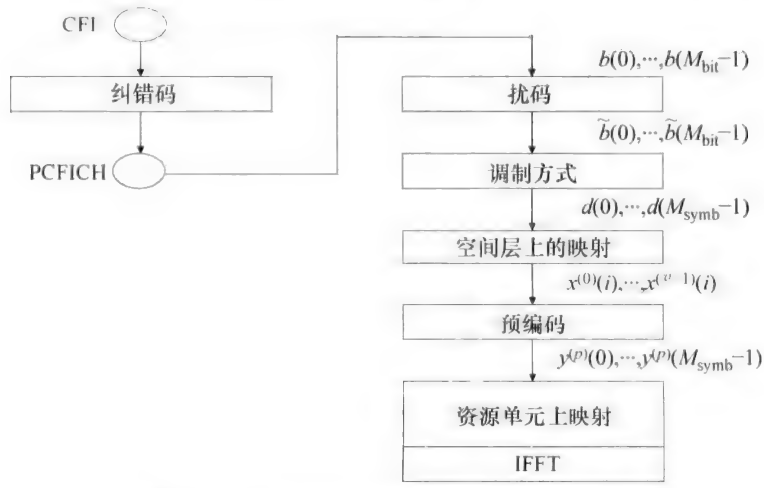 CFI
纠错码
PCFICH
b(0),···,b(M_bit−1)
扰码
b̃(0),···,b̃(M_bit−1)
调制方式
d(0),···,d(M_symb−1)
空间层上的映射
x^(0)(i),···,x^(υ−1)(i)
预编码
y^(p)(0),···,y^(p)(M_symb−1)
资源单元上映射
IFFT